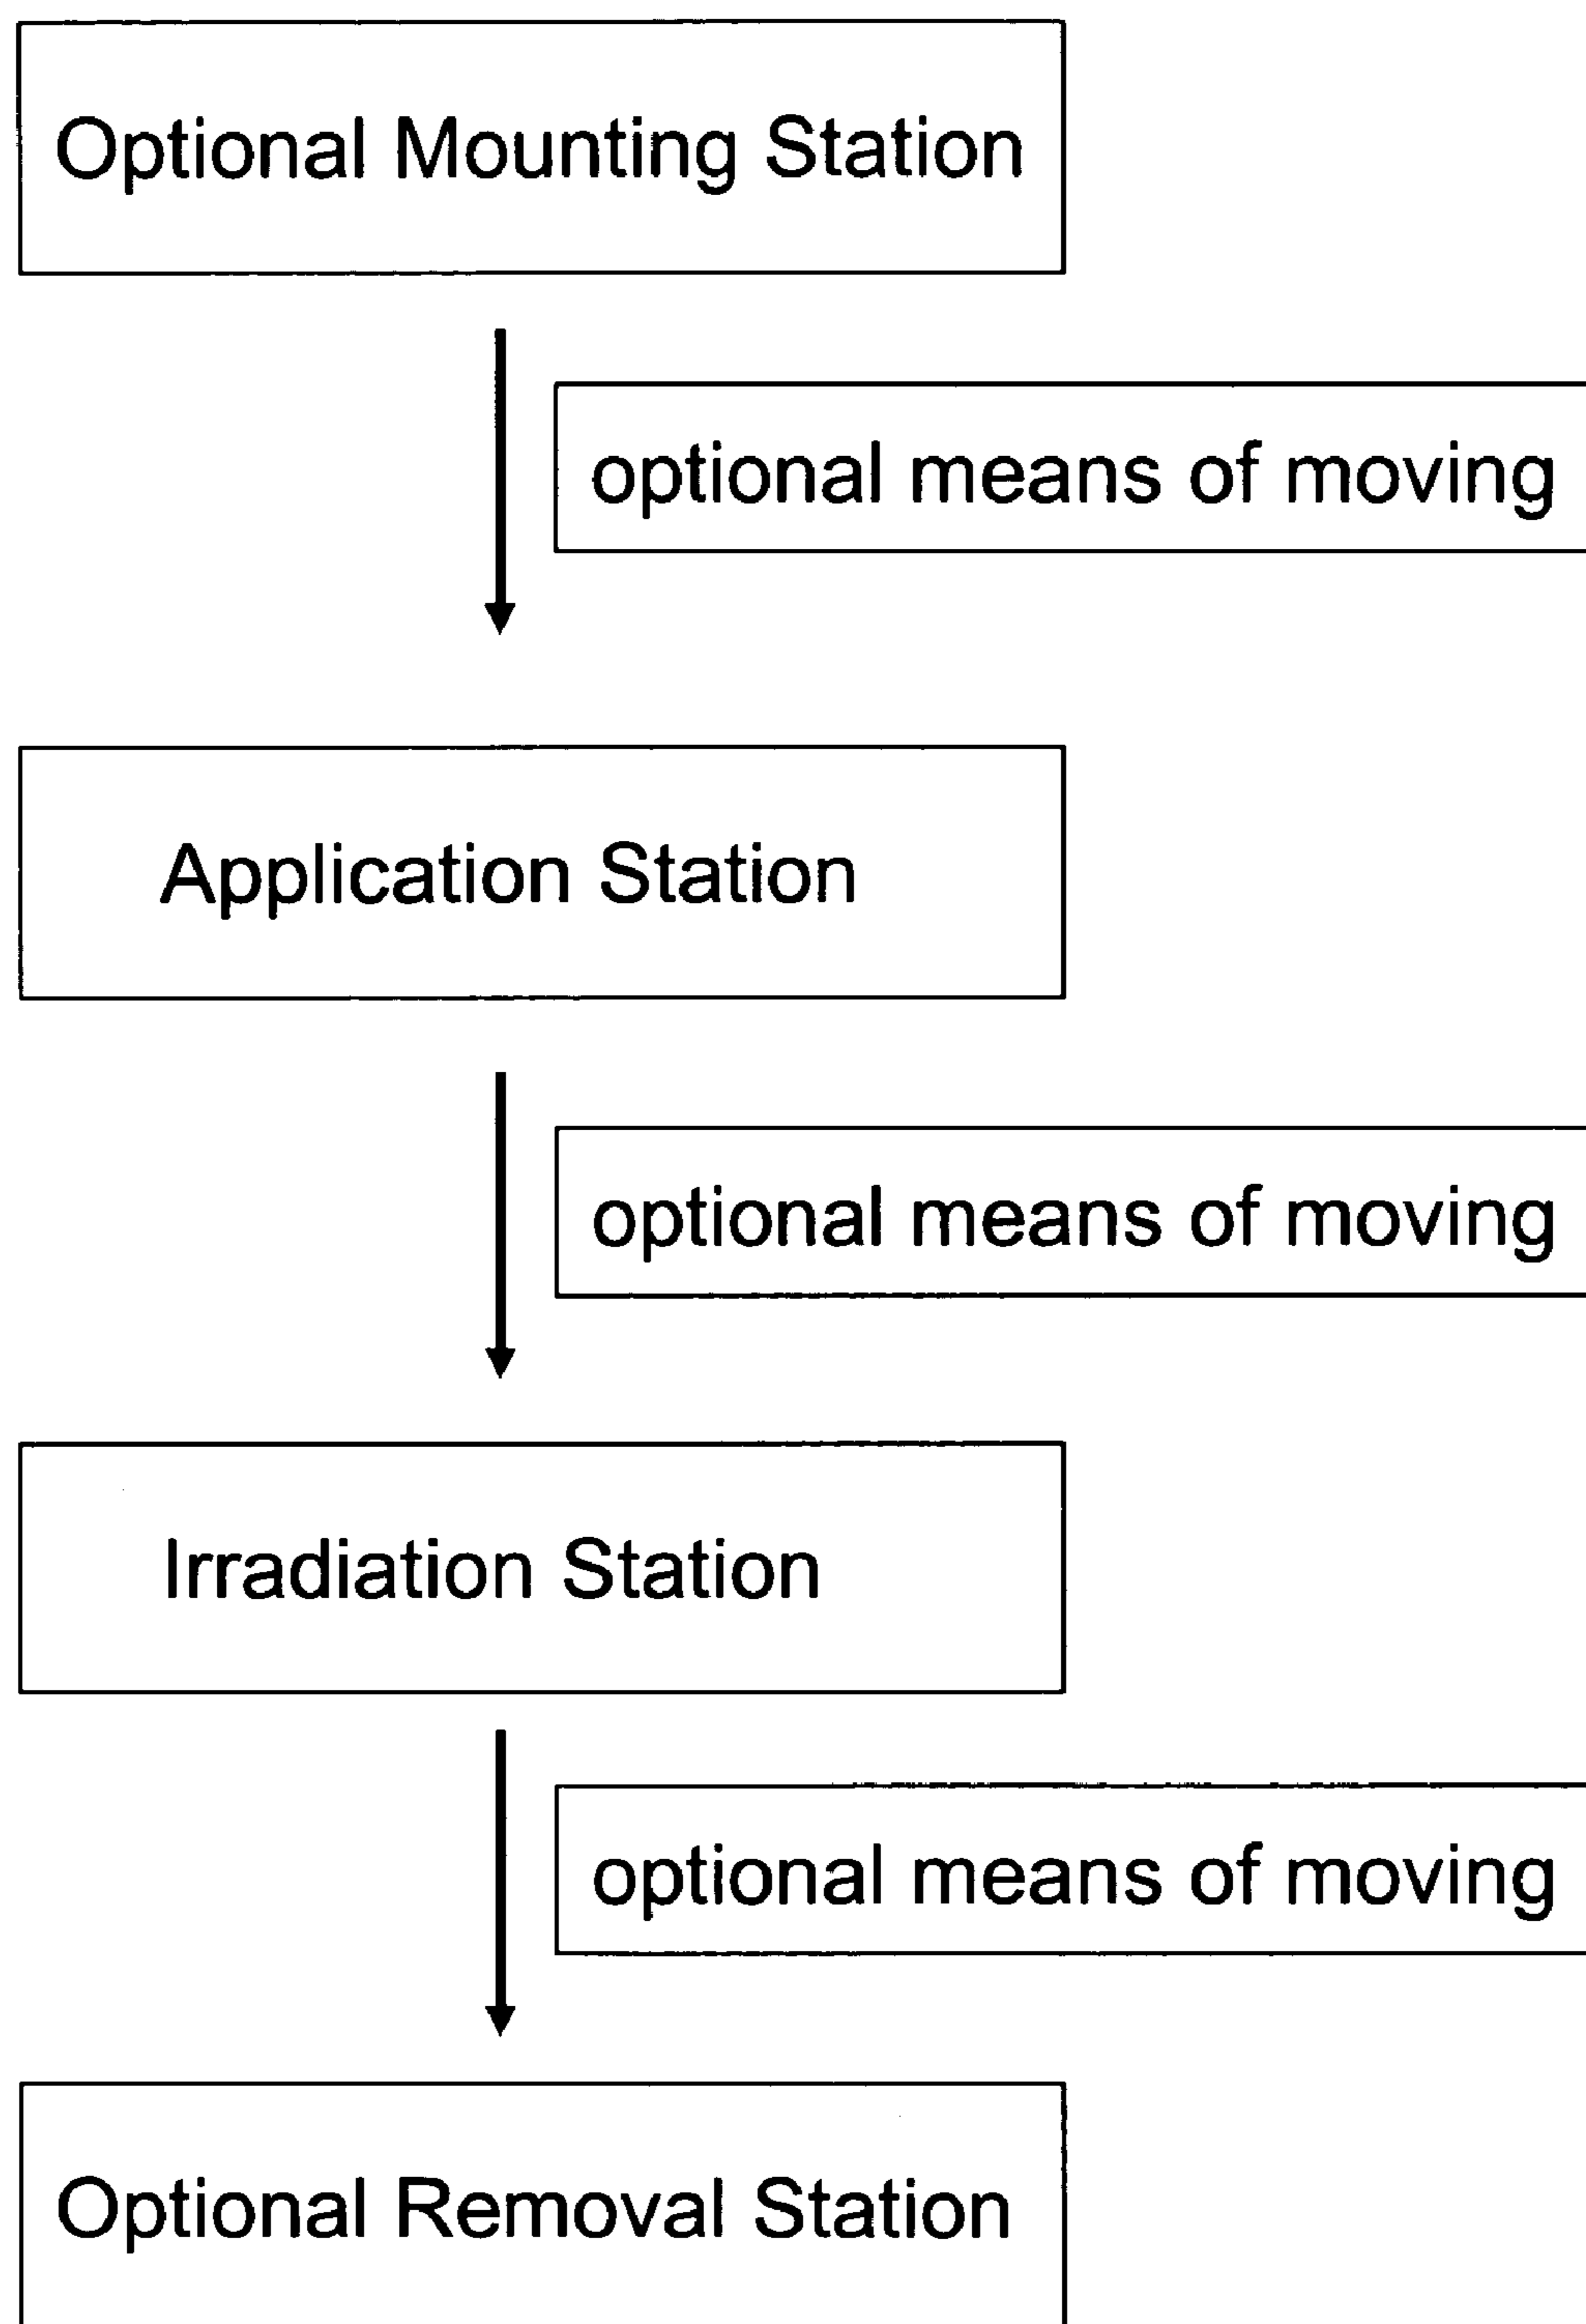 Optional Mounting Station
optional means of moving
Application Station
optional means of moving
Irradiation Station
optional means of moving
Optional Removal Station